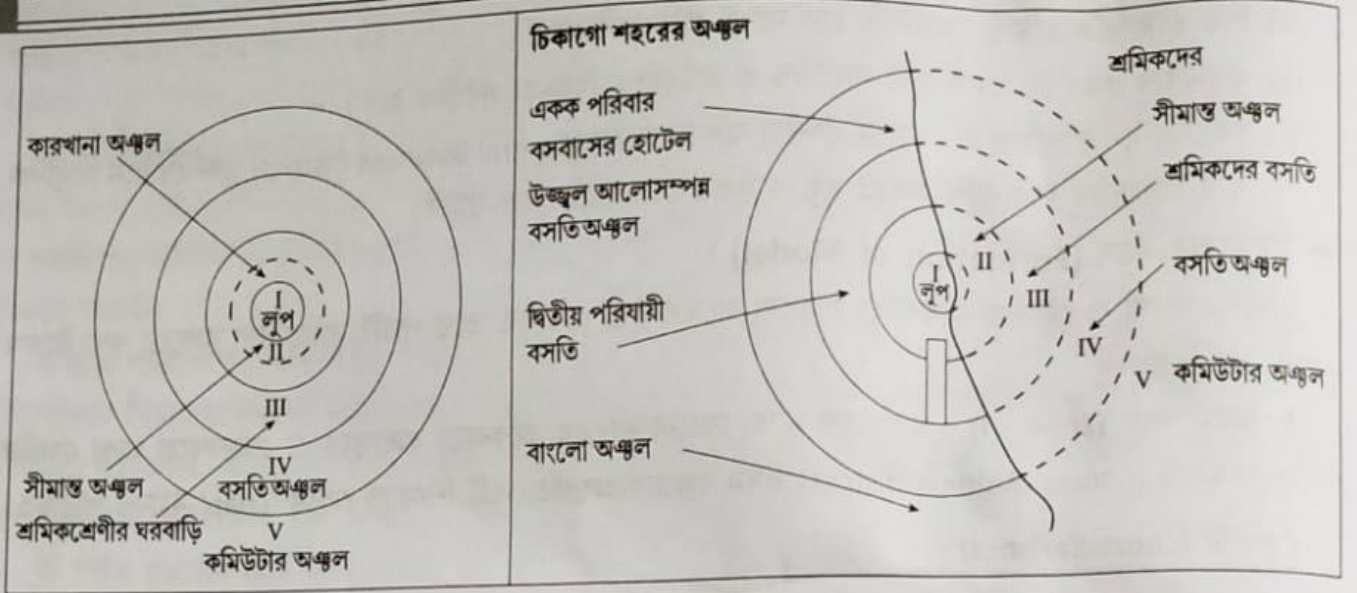 কারখানা অঞ্চল
I
লুপ
II
III
IV
সীমান্ত অঞ্চল
বসতিঅঞ্চল
শ্রমিকশ্রেণীর ঘরবাড়ি
V
কমিউটার অঞ্চল
চিকাগো শহরের অঞ্চল
একক পরিবার
বসবাসের হোটেল
উজ্জ্বল আলোসম্পন্ন
বসতিঅঞ্চল
দ্বিতীয় পরিযায়ী
বসতি
বাংলো অঞ্চল
শ্রমিকদের
সীমান্ত অঞ্চল
শ্রমিকদের বসতি
বসতিঅঞ্চল
I
লুপ
II
III
IV
V কমিউটার অঞ্চল